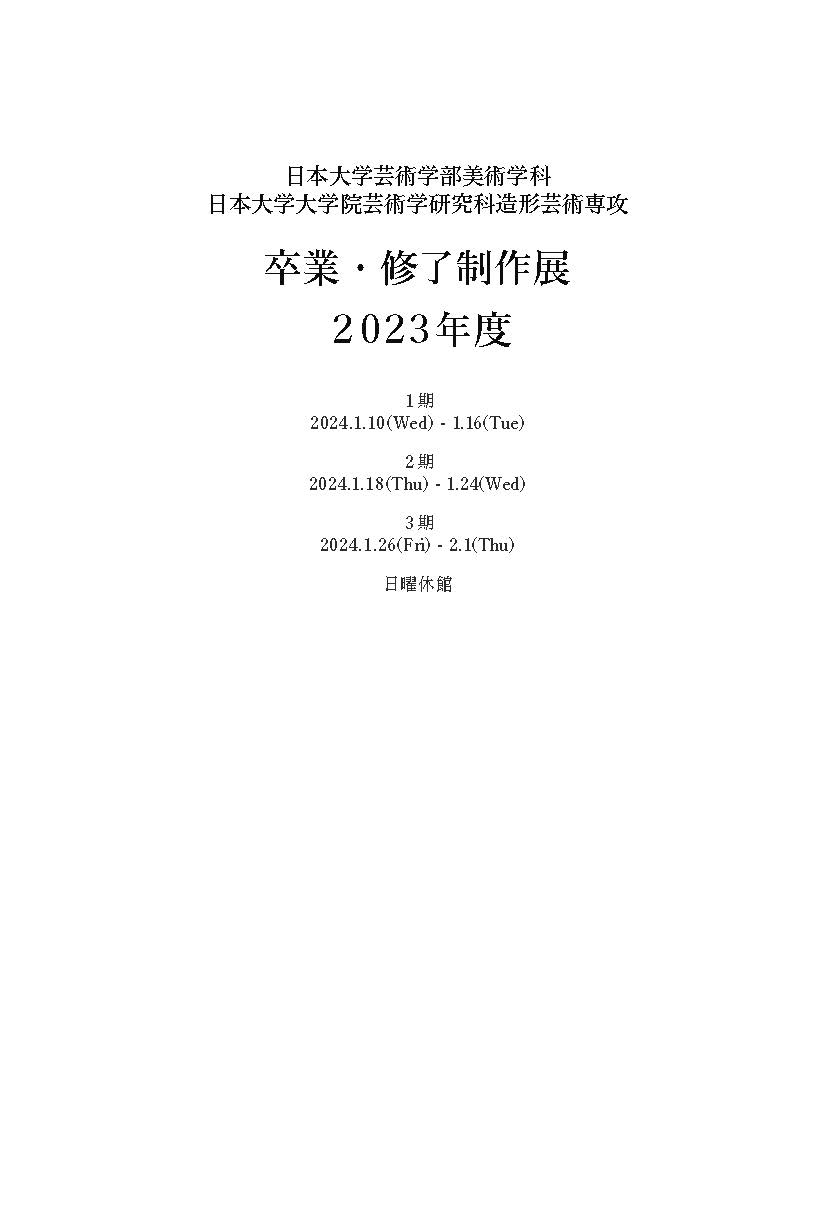 日本大学芸術学部美術学科
日本大学大学院芸術学研究科造形芸術専攻
卒業・修了制作展
2023年度
1期
2024.1.10(Wed) - 1.16(Tue)
2期
2024.1.18(Thu) - 1.24(Wed)
3期
2024.1.26(Fri) - 2.1(Thu)
日曜休館